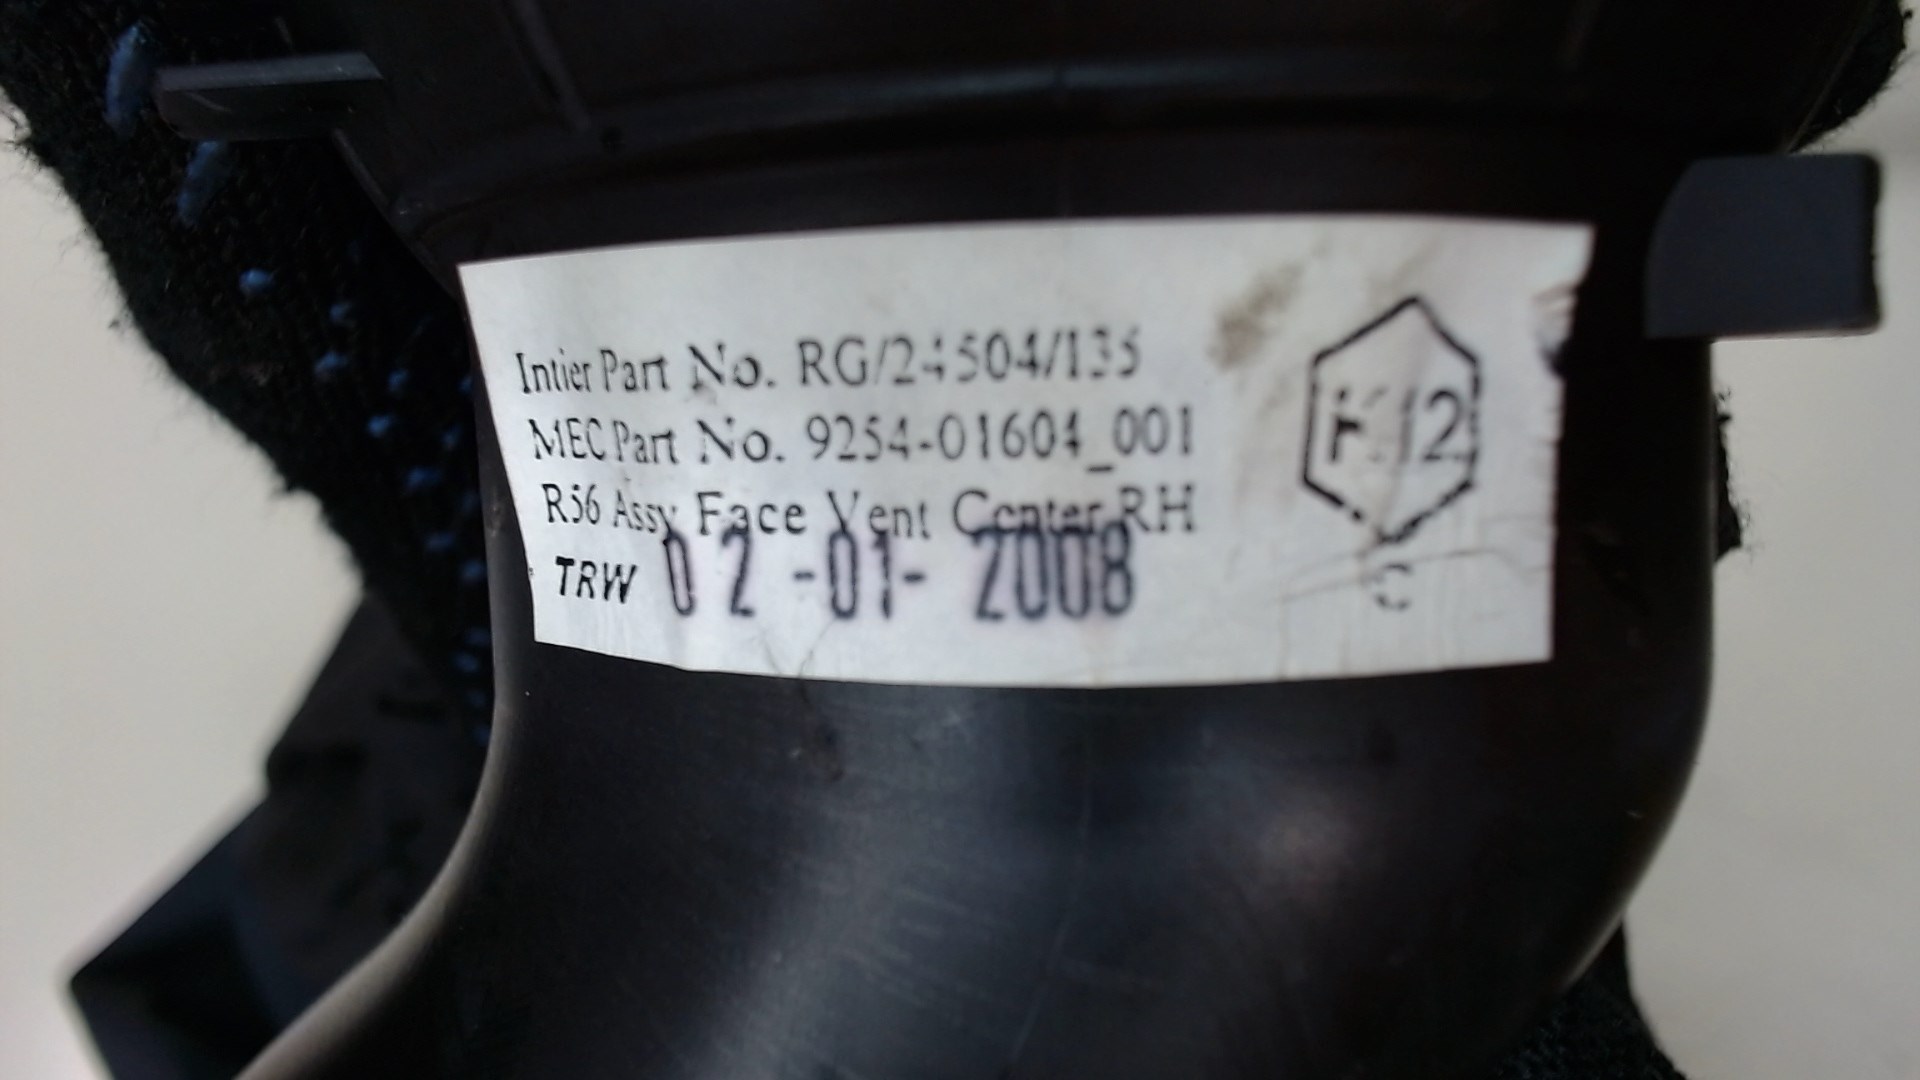 Intier Part No. RG/24504/135
MEC Part No. 9254-01604_001
R56 Assy Face Vent Center RH
TRW 02 -01- 2008
C